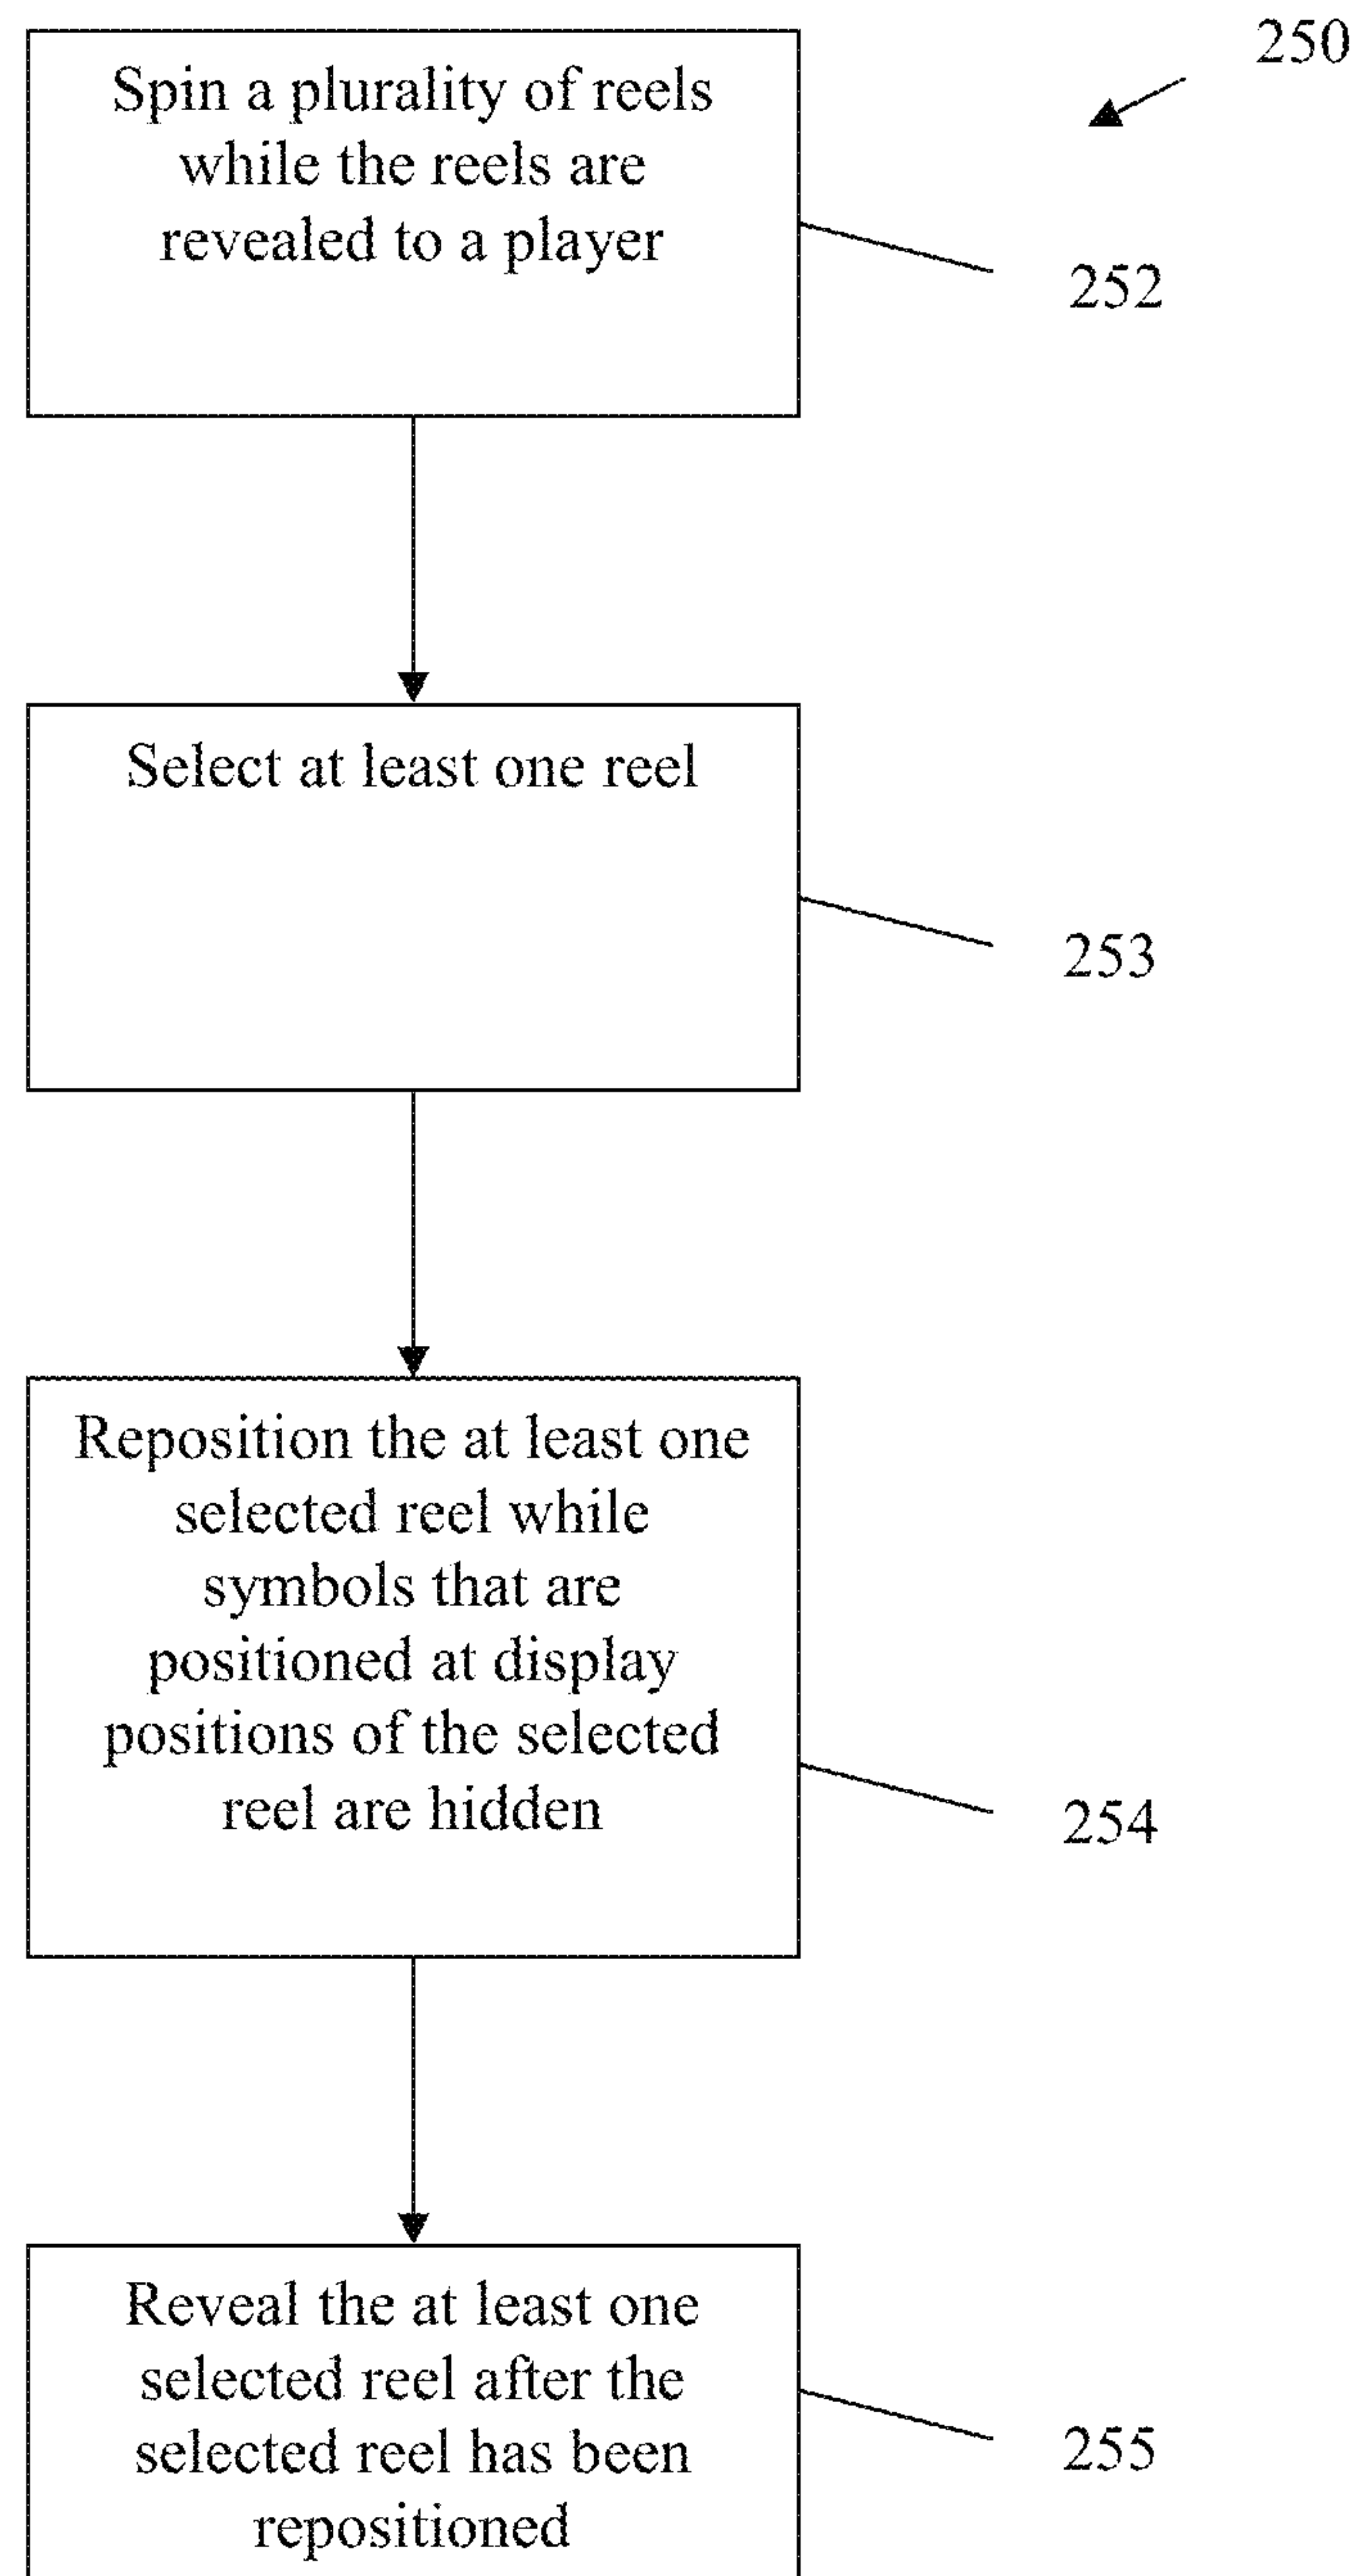 250
Spin a plurality of reels
while the reels are
revealed to a player
252
Select at least one reel
253
Reposition the at least one
selected reel while
symbols that are
positioned at display
positions of the selected
reel are hidden
254
Reveal the at least one
selected reel after the
selected reel has been
repositioned
255